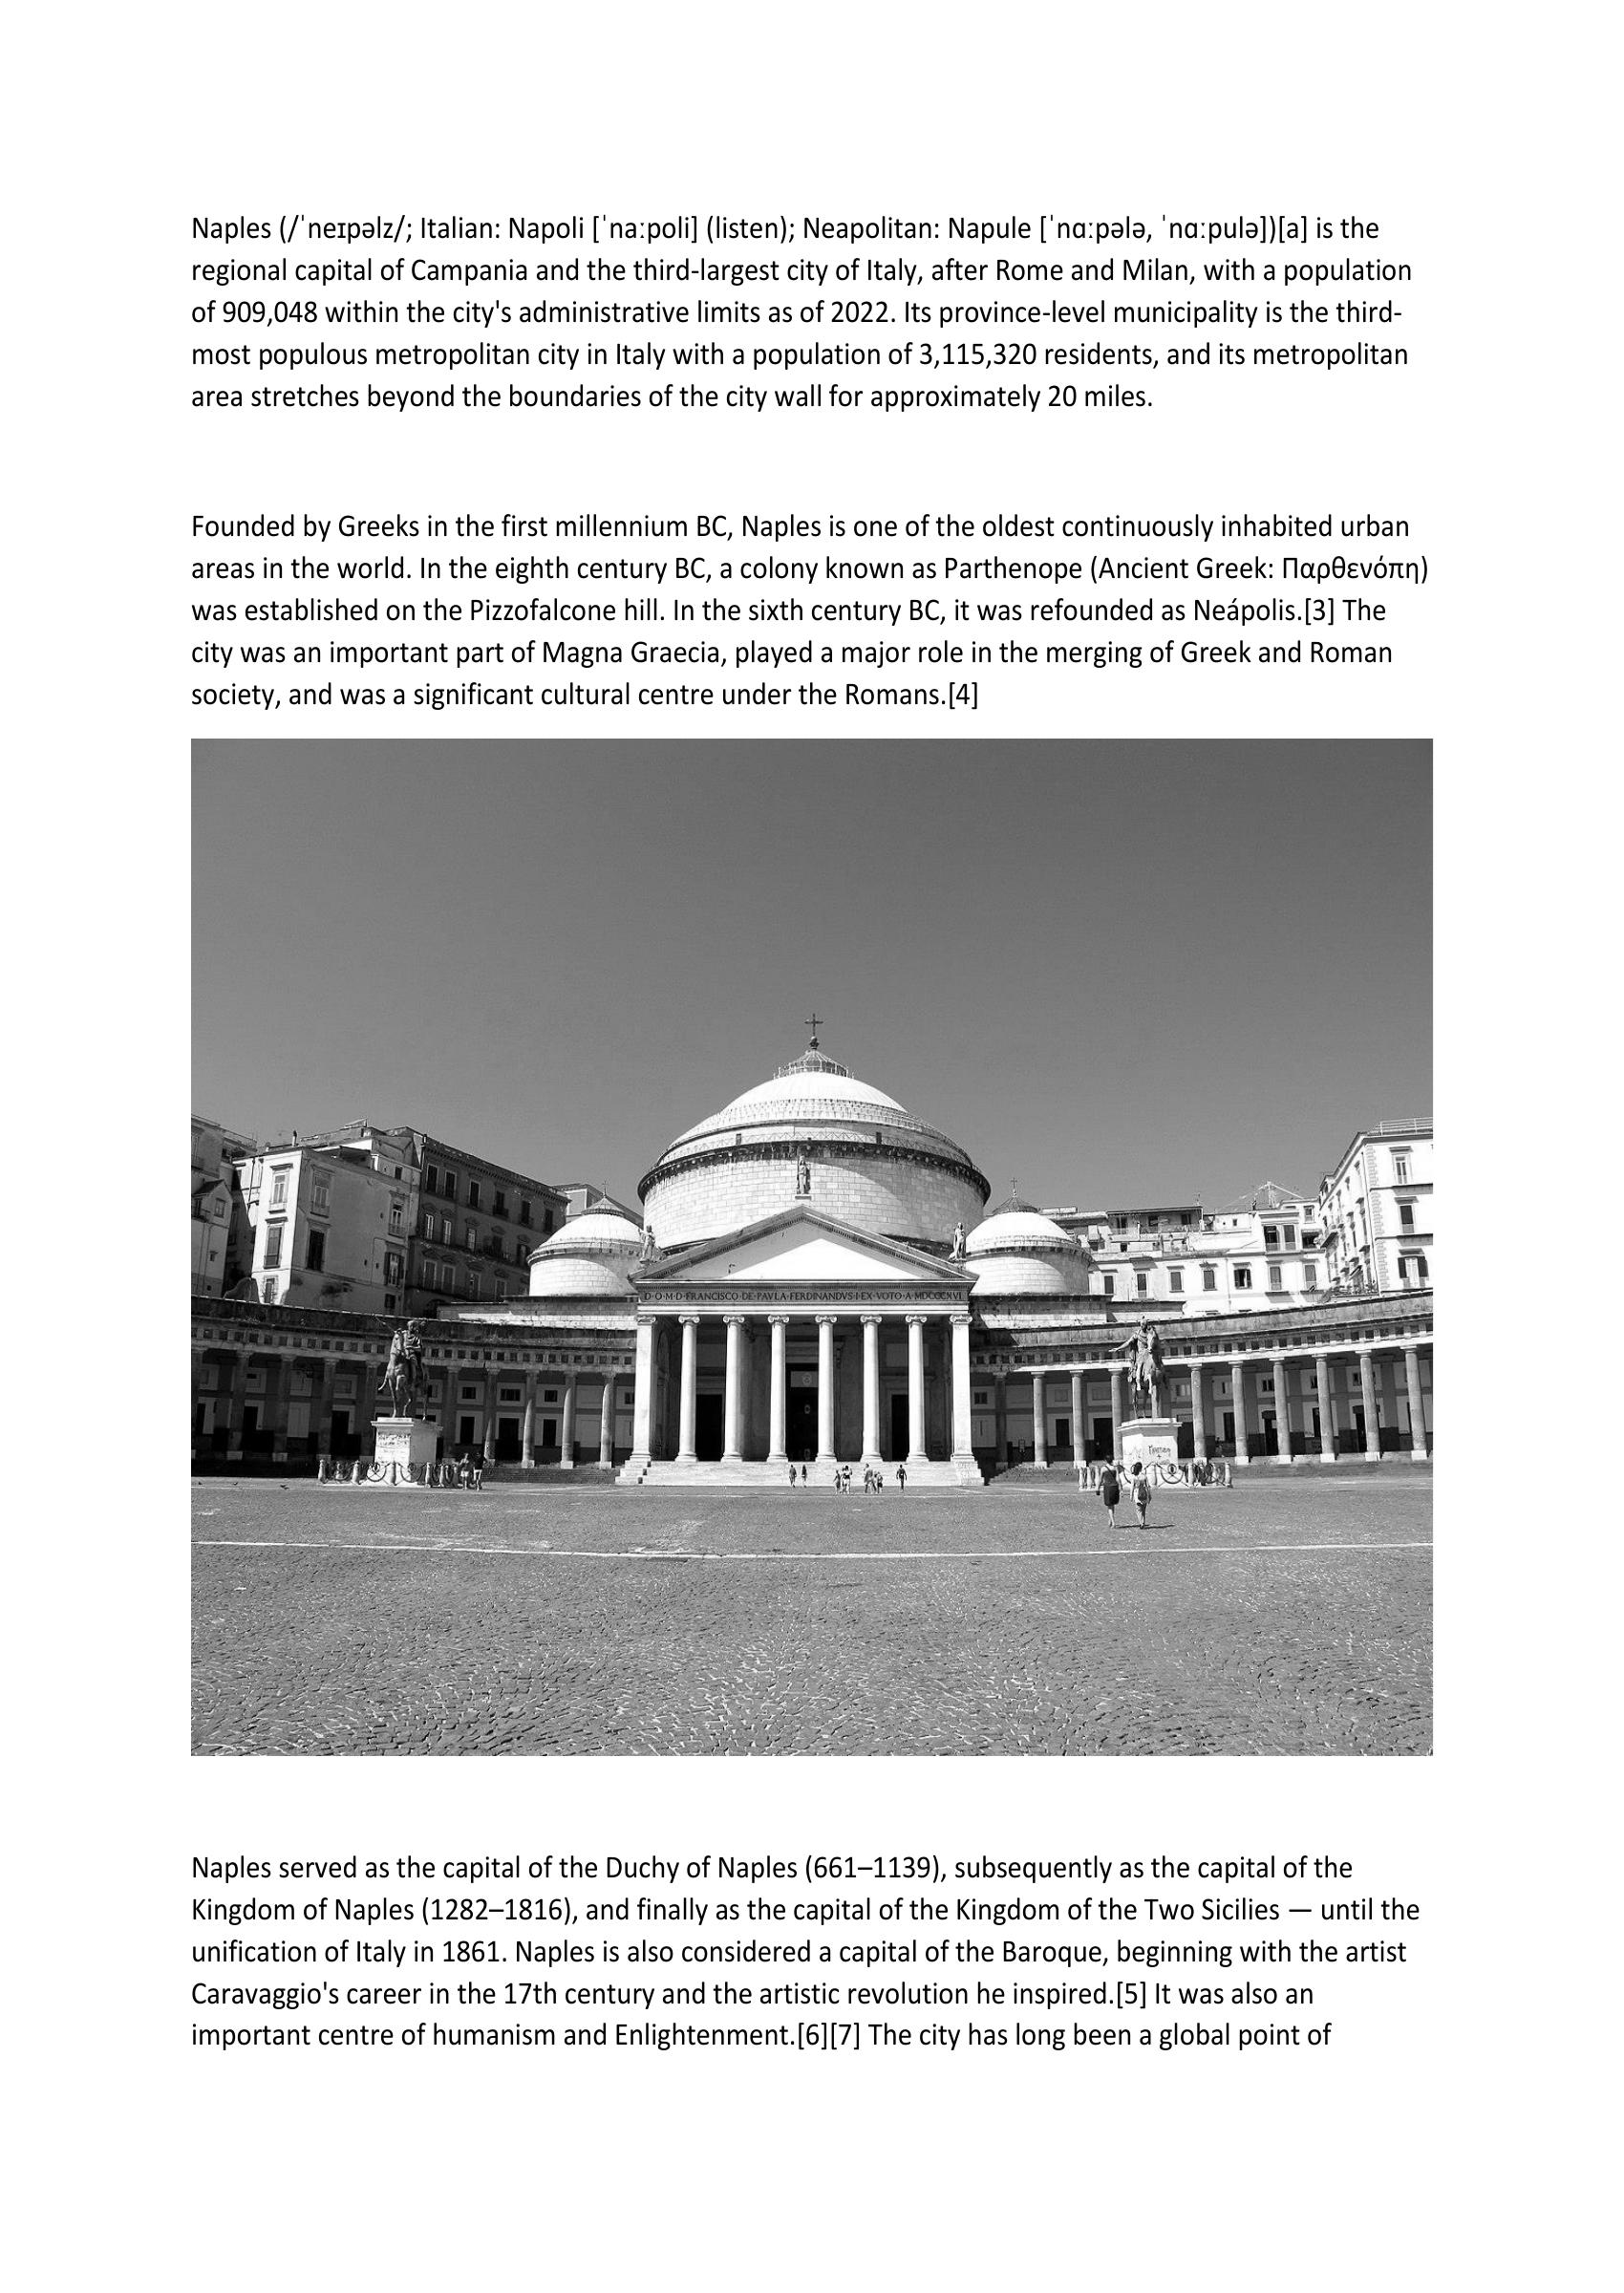 Naples (/ˈneɪpəlz/; Italian: Napoli [ˈnaːpoli] (listen); Neapolitan: Napule [ˈnɑːpələ, ˈnɑːpulə])[a] is the
regional capital of Campania and the third-largest city of Italy, after Rome and Milan, with a population
of 909,048 within the city's administrative limits as of 2022. Its province-level municipality is the third-
most populous metropolitan city in Italy with a population of 3,115,320 residents, and its metropolitan
area stretches beyond the boundaries of the city wall for approximately 20 miles.
Founded by Greeks in the first millennium BC, Naples is one of the oldest continuously inhabited urban
areas in the world. In the eighth century BC, a colony known as Parthenope (Ancient Greek: Παρθενόπη)
was established on the Pizzofalcone hill. In the sixth century BC, it was refounded as Neápolis.[3] The
city was an important part of Magna Graecia, played a major role in the merging of Greek and Roman
society, and was a significant cultural centre under the Romans.[4]
D·O·M·D·FRANCISCO·DE·PAVLA·FERDINANDVS·I·EX·VOTO·A·MDCCCXVI
Naples served as the capital of the Duchy of Naples (661–1139), subsequently as the capital of the
Kingdom of Naples (1282–1816), and finally as the capital of the Kingdom of the Two Sicilies — until the
unification of Italy in 1861. Naples is also considered a capital of the Baroque, beginning with the artist
Caravaggio's career in the 17th century and the artistic revolution he inspired.[5] It was also an
important centre of humanism and Enlightenment.[6][7] The city has long been a global point of